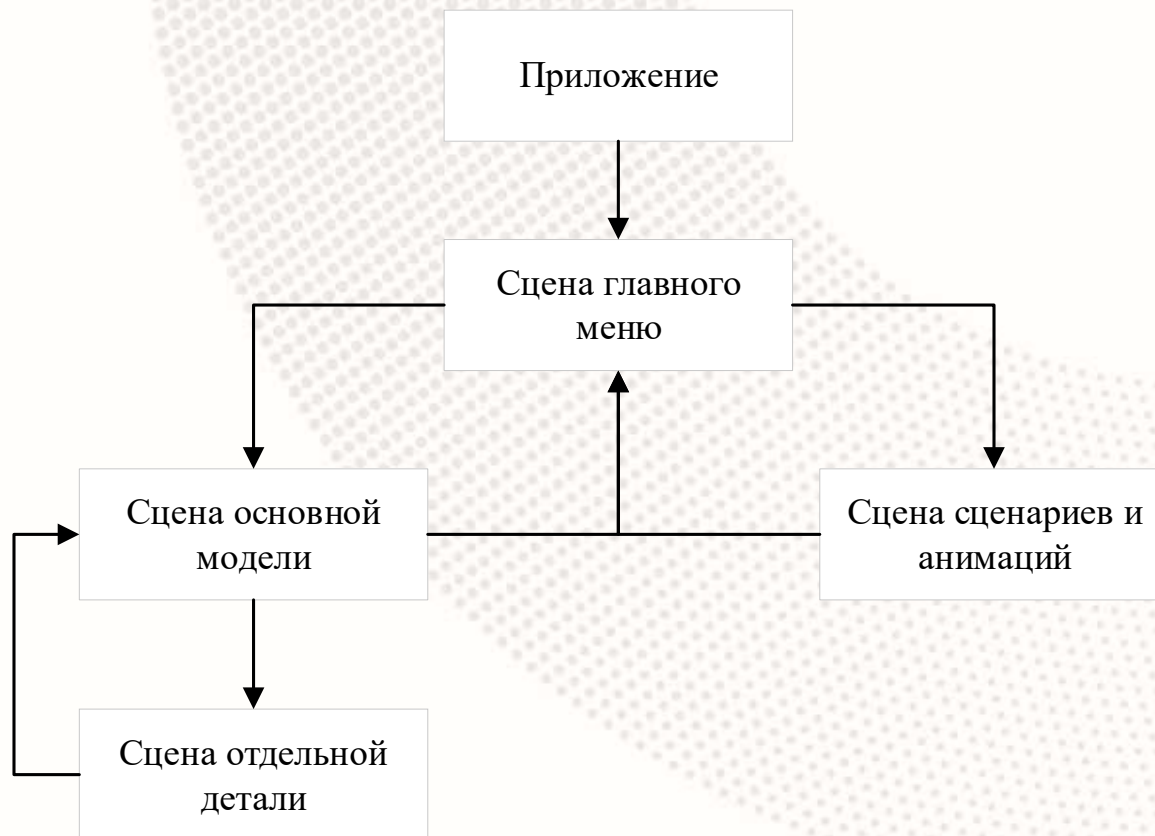 Приложение
Сцена главного
меню
Сцена основной
модели
Сцена сценариев и
анимаций
Сцена отдельной
детали